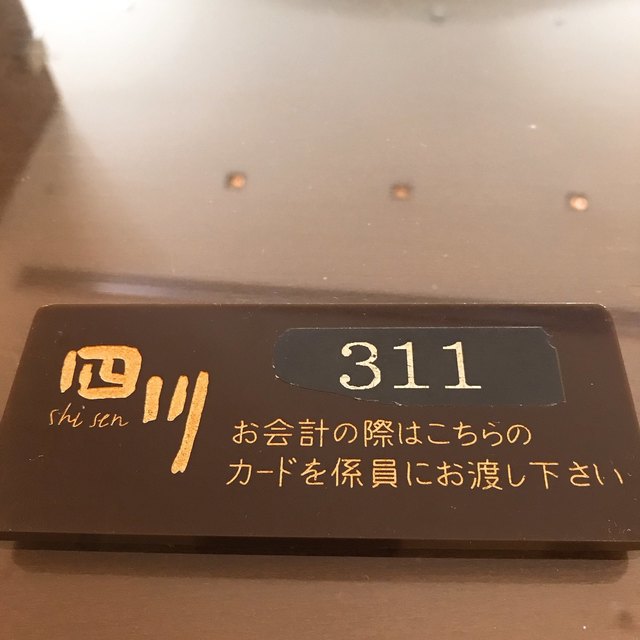 四川
shi sen
311
お会計の際はこちらの
カードを係員にお渡し下さい